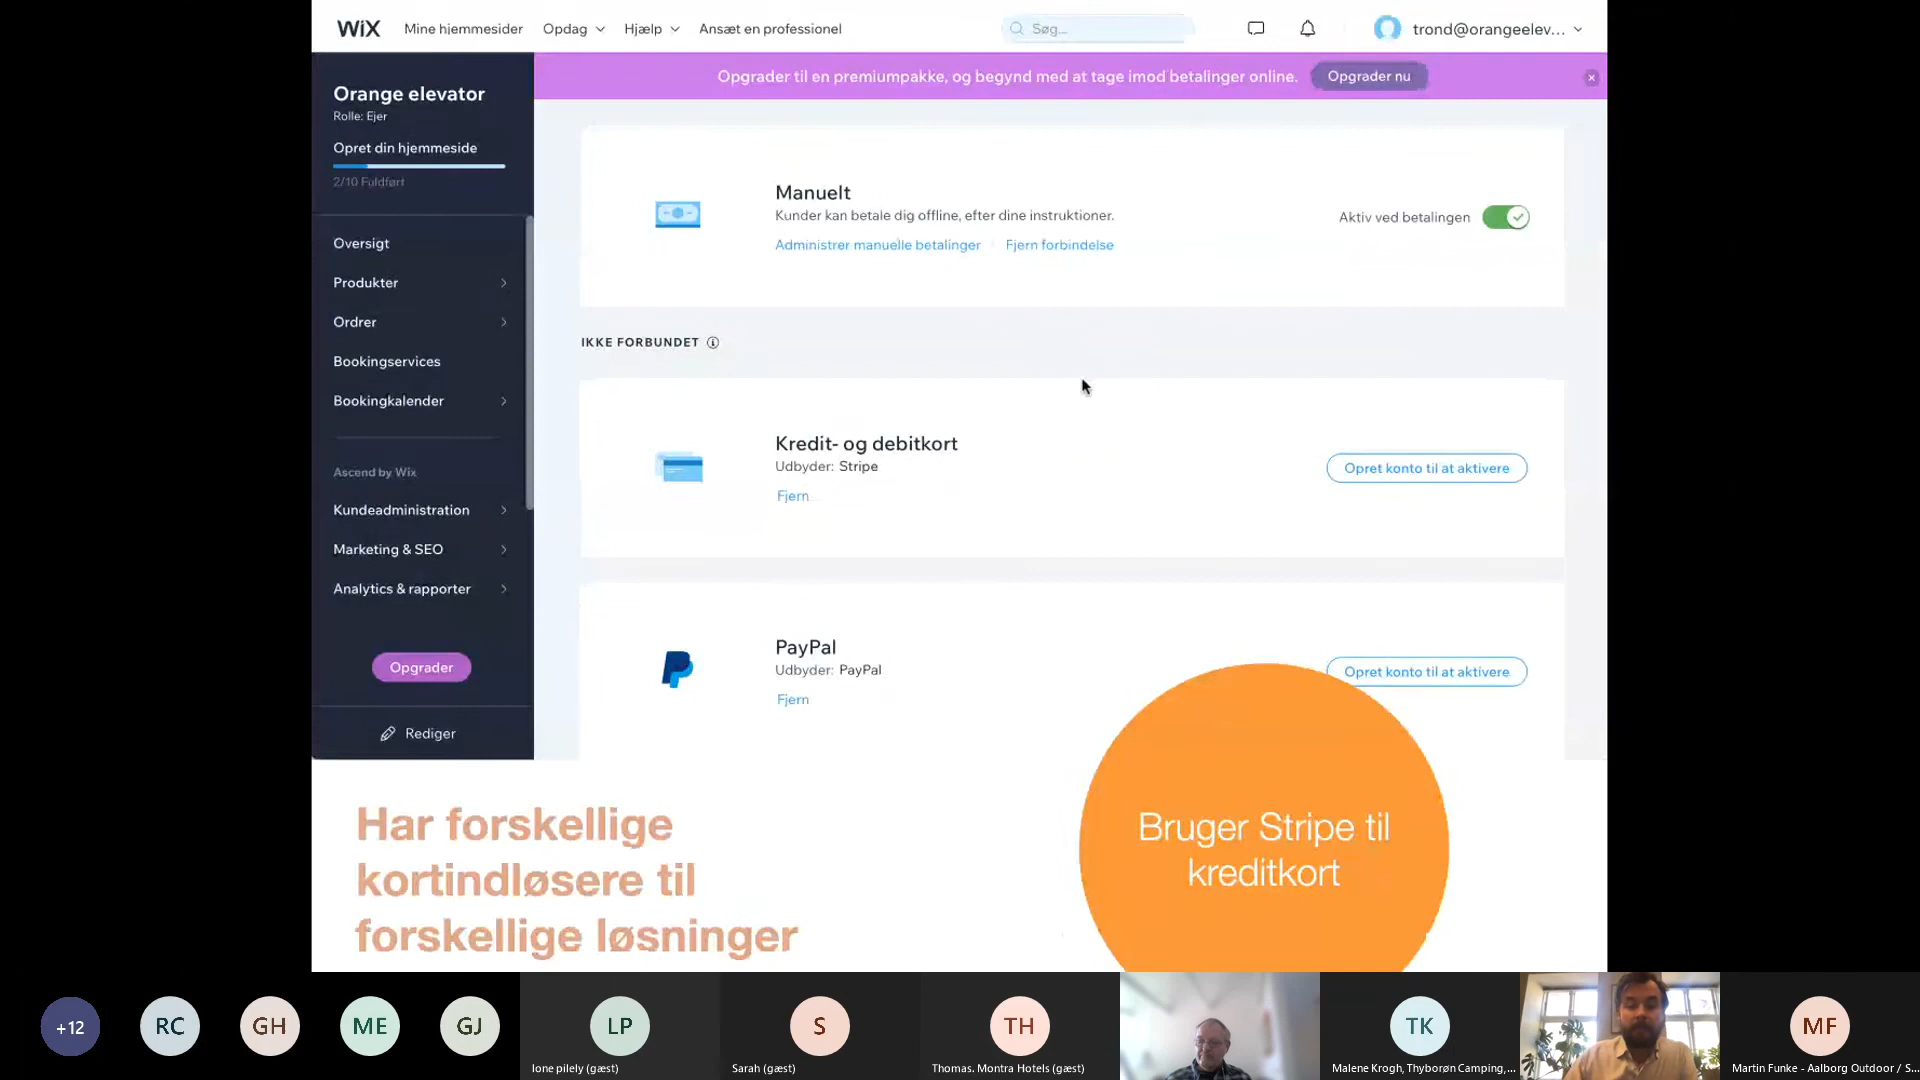 WiX Mine hjemmesider Opdag Hjælp Ansæt en professionel Søg... trond@orangeelev...
Opgrader til en premiumpakke, og begynd med at tage imod betalinger online. Opgrader nu
Orange elevator
Rolle: Ejer
Opret din hjemmeside
2/10 Fuldført
Oversigt
Produkter
Ordrer
Bookingservices
Bookingkalender
Ascend by Wix
Kundeadministration
Marketing & SEO
Analytics & rapporter
Opgrader
Rediger
Manuelt
Kunder kan betale dig offline, efter dine instruktioner.
Administrer manuelle betalinger Fjern forbindelse
Aktiv ved betalingen
IKKE FORBUNDET
Kredit- og debitkort
Udbyder: Stripe
Fjern
Opret konto til at aktivere
PayPal
Udbyder: PayPal
Fjern
Opret konto til at aktivere
Har forskellige
kortindløsere til
forskellige løsninger
Bruger Stripe til
kreditkort
+12
RC
GH
ME
GJ
LP
lone pilely (gæst)
S
Sarah (gæst)
TH
Thomas. Montra Hotels (gæst)
TK
Malene Krogh, Thyborøn Camping,...
MF
Martin Funke - Aalborg Outdoor / S...